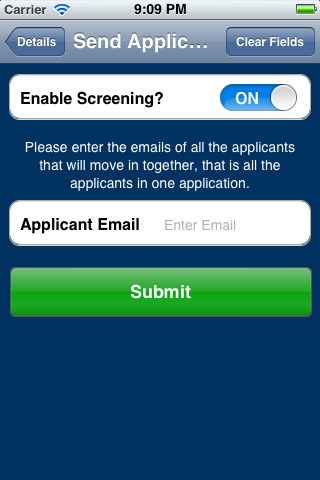 Carrier 9:09 PM
Details Send Applic... Clear Fields
Enable Screening? ON
Please enter the emails of all the applicants
that will move in together, that is all the
applicants in one application.
Applicant Email Enter Email
Submit